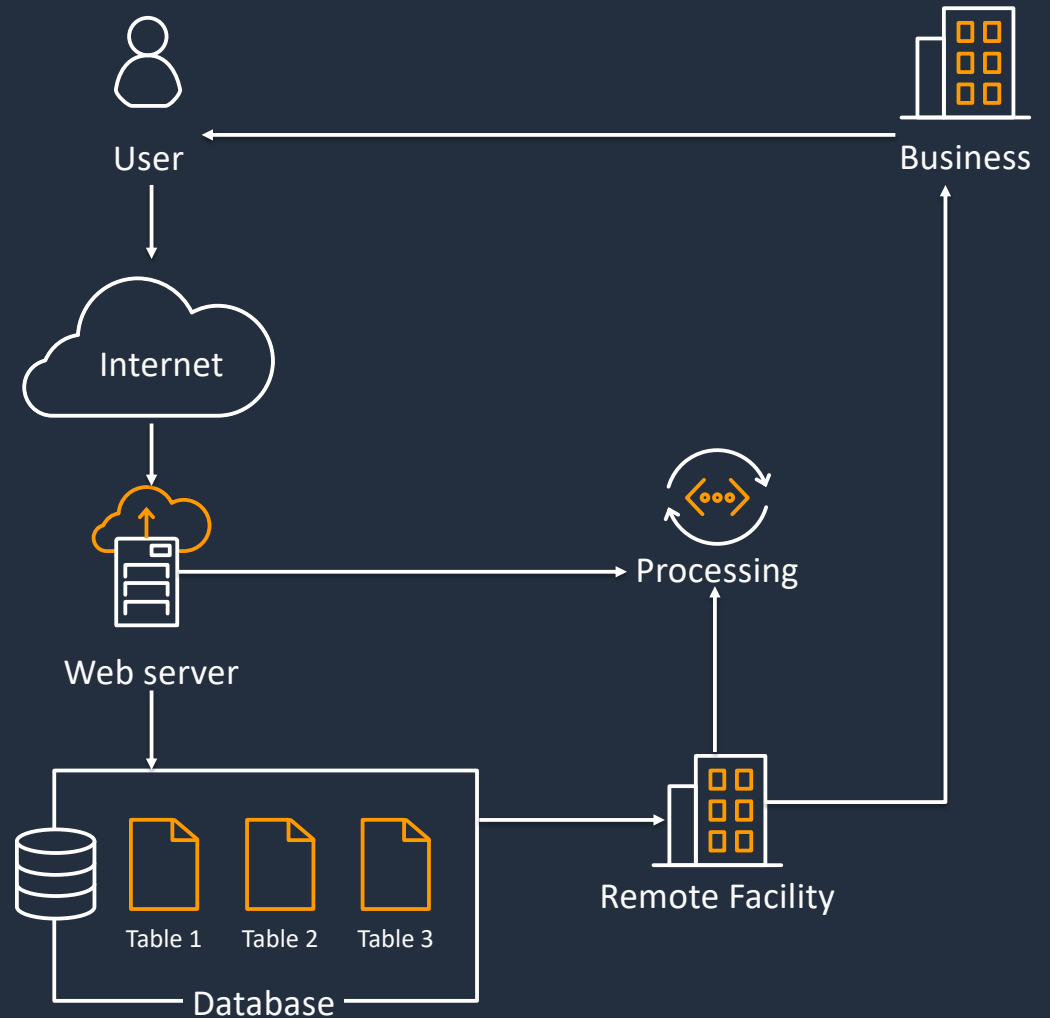 User
Business
Internet
Processing
Web server
Remote Facility
Table 1
Table 2
Table 3
Database